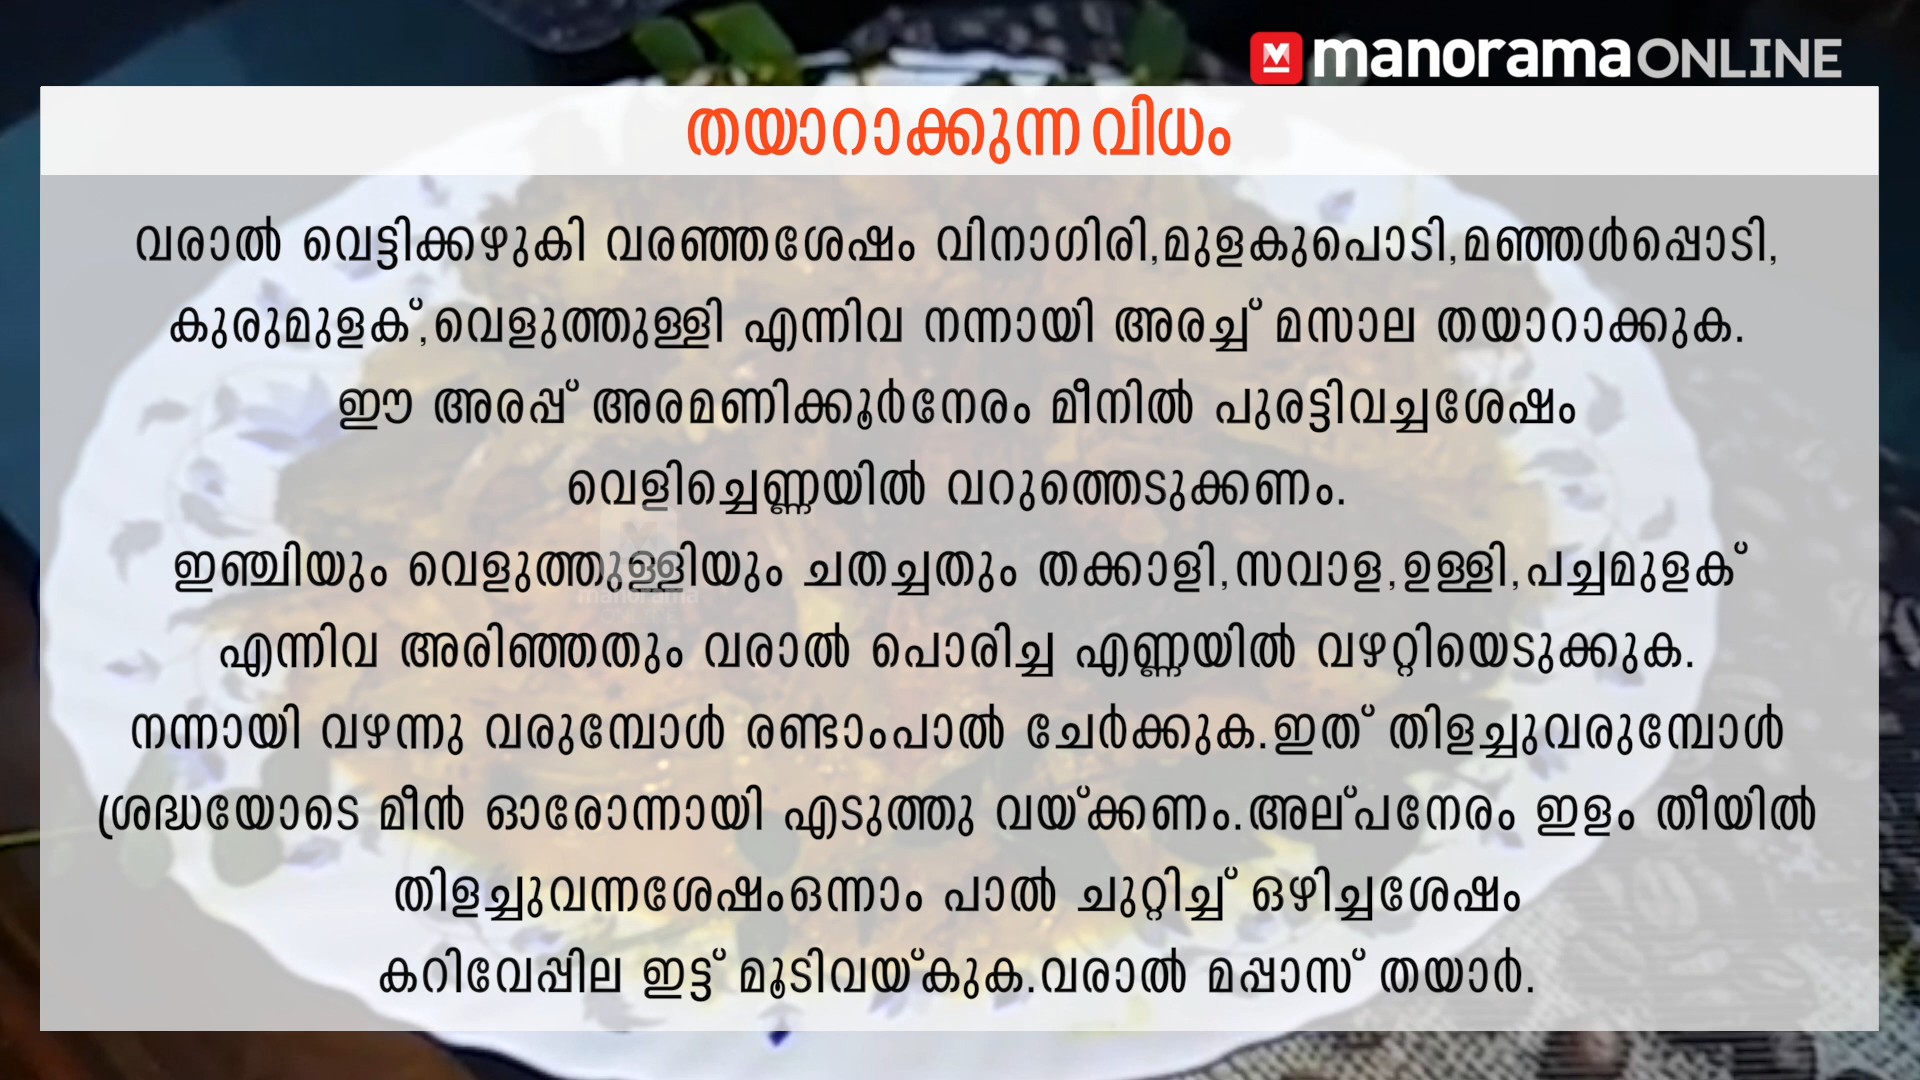 manoramaONLINE
തയാറാക്കുന്ന വിധം
വരാൽ വെട്ടിക്കഴുകി വരഞ്ഞശേഷം വിനാഗിരി,മുളകുപൊടി,മഞ്ഞൾപ്പൊടി,
കുരുമുളക്,വെളുത്തുള്ളി എന്നിവ നന്നായി അരച്ച് മസാല തയാറാക്കുക.
ഈ അരപ്പ് അരമണിക്കൂർനേരം മീനിൽ പുരട്ടിവച്ചശേഷം
വെളിച്ചെണ്ണയിൽ വറുത്തെടുക്കണം.
ഇഞ്ചിയും വെളുത്തുള്ളിയും ചതച്ചതും തക്കാളി,സവാള,ഉള്ളി,പച്ചമുളക്
എന്നിവ അരിഞ്ഞതും വരാൽ പൊരിച്ച എണ്ണയിൽ വഴറ്റിയെടുക്കുക.
നന്നായി വഴന്നു വരുമ്പോൾ രണ്ടാംപാൽ ചേർക്കുക.ഇത് തിളച്ചുവരുമ്പോൾ
ശ്രദ്ധയോടെ മീൻ ഓരോന്നായി എടുത്തു വയ്ക്കണം.അല്പനേരം ഇളം തീയിൽ
തിളച്ചുവന്നശേഷംഒന്നാം പാൽ ചുറ്റിച്ച് ഒഴിച്ചശേഷം
കറിവേപ്പില ഇട്ട് മൂടിവയ്കുക.വരാൽ മപ്പാസ് തയാർ.
manorama
ONLINE